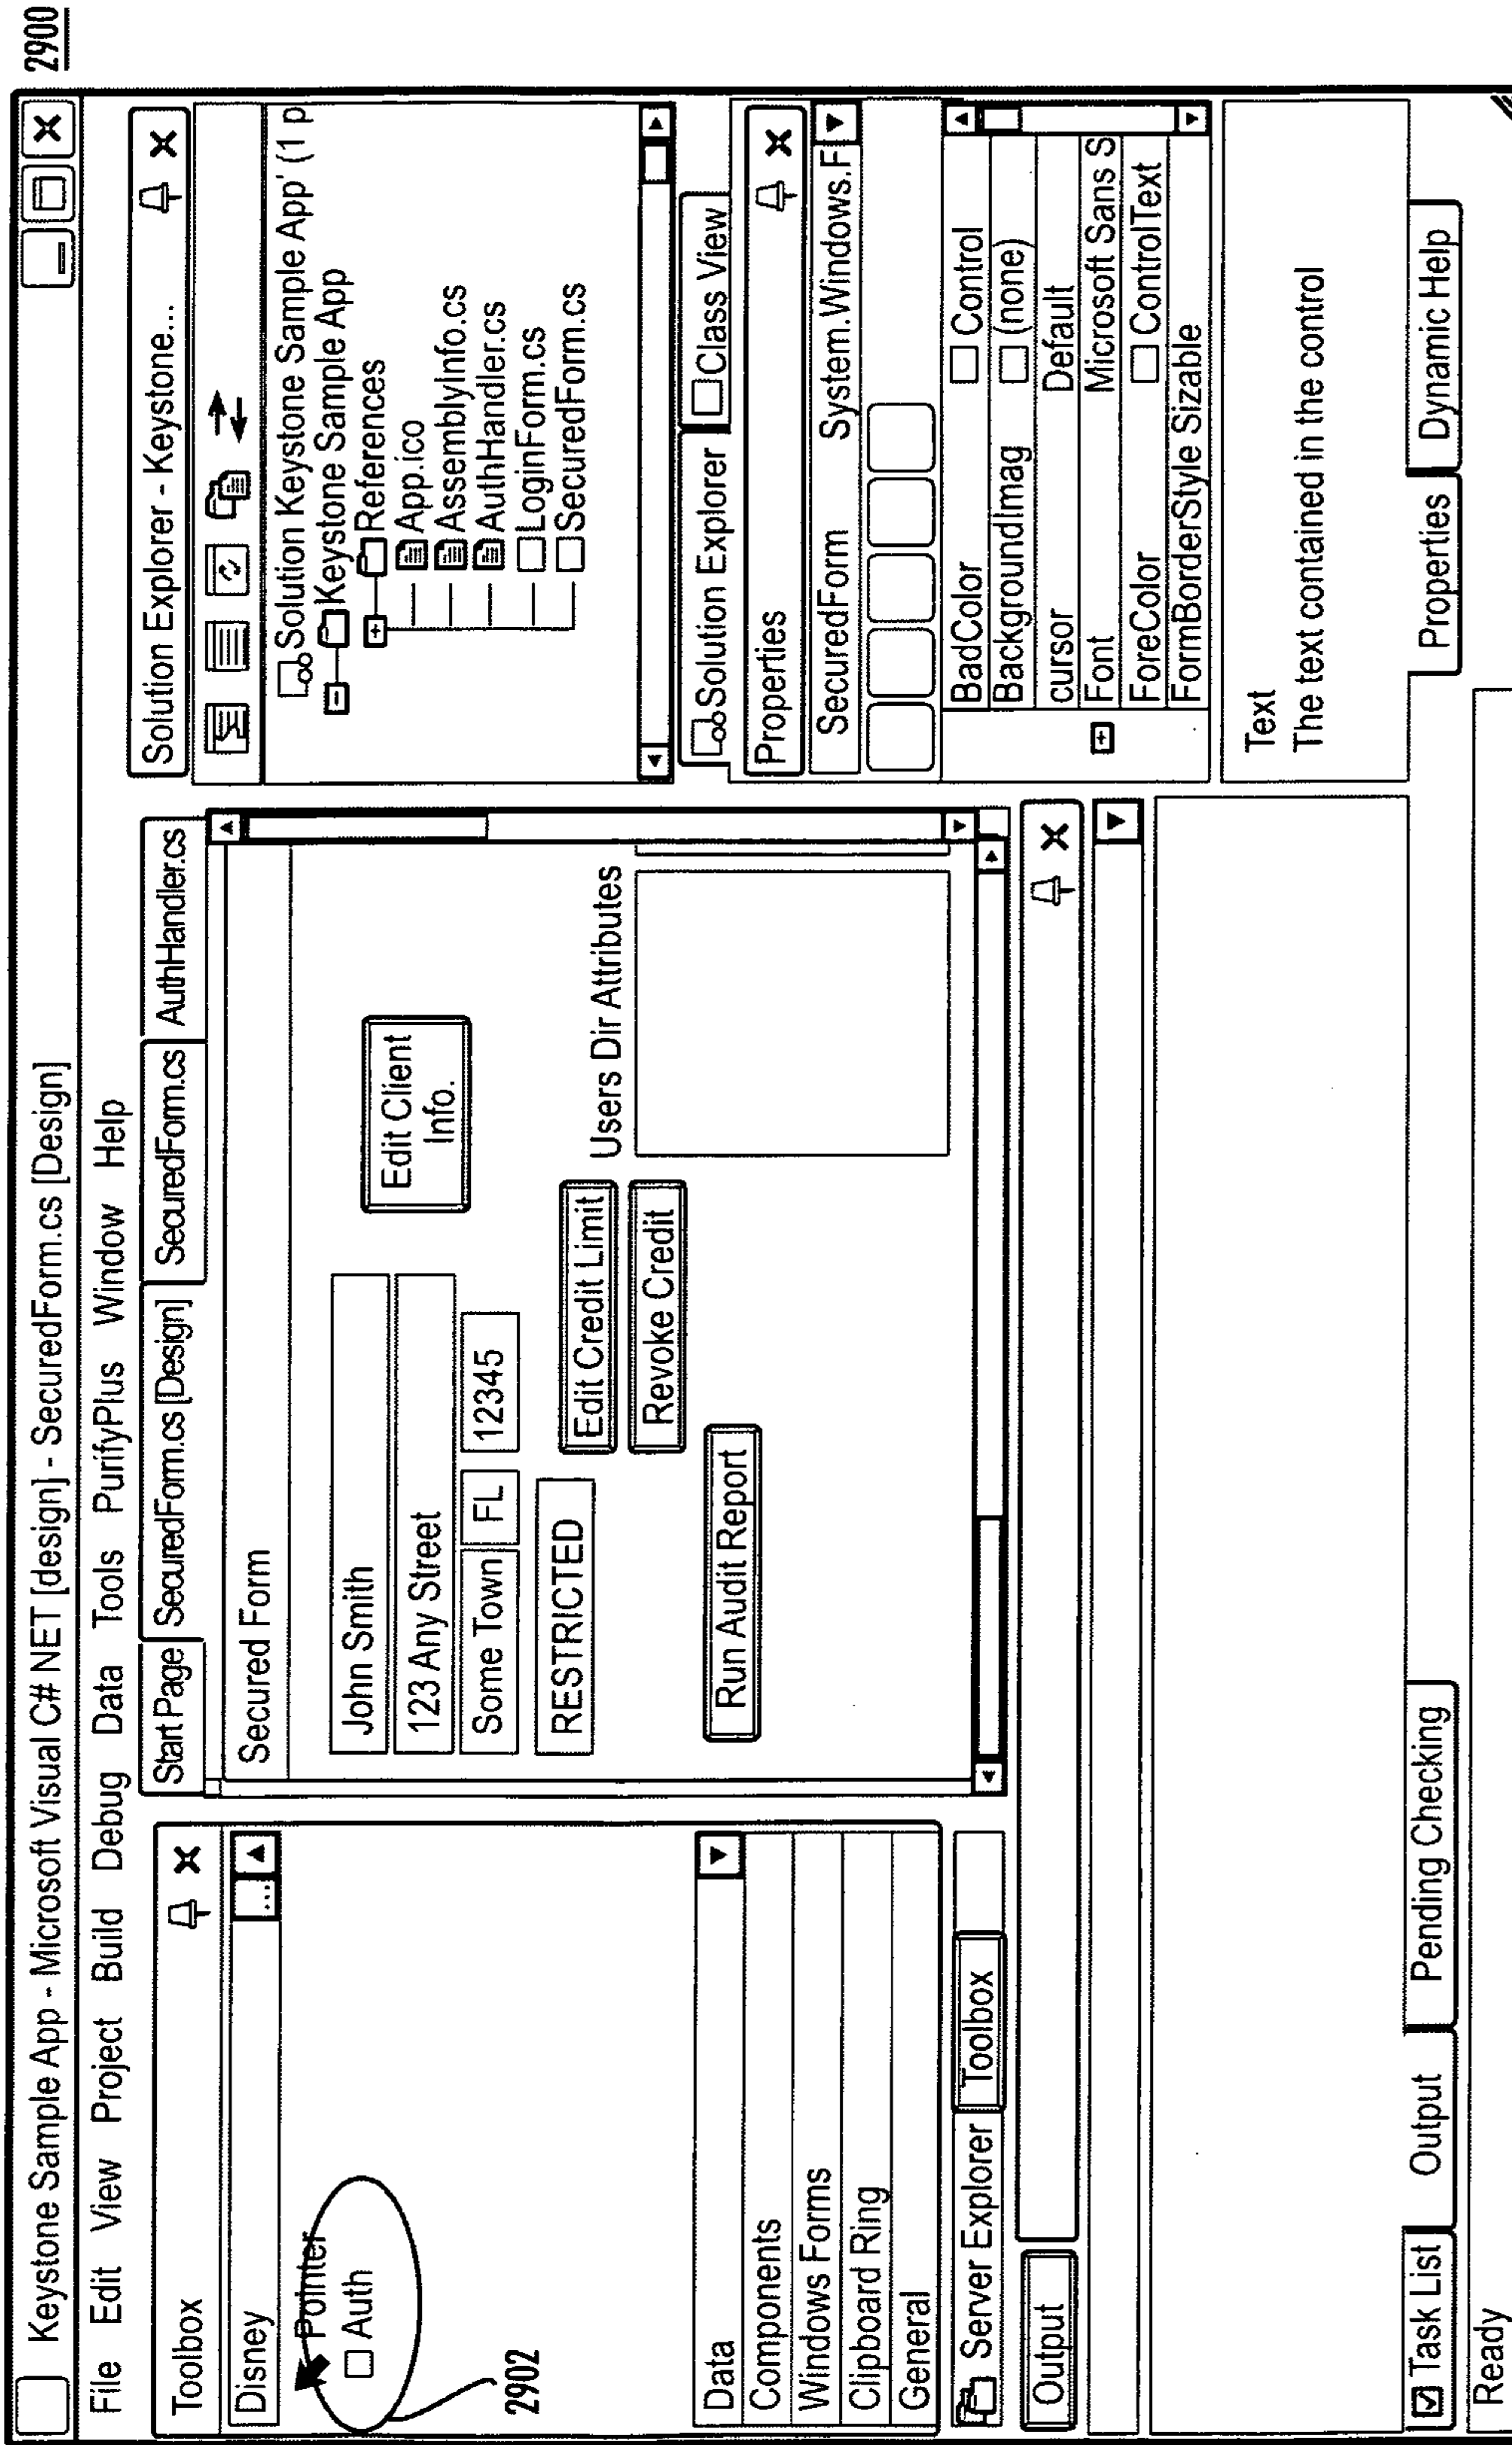 2900
Keystone Sample App - Microsoft Visual C# NET [design] - SecuredForm.cs [Design]
File Edit View Project Build Debug Data Tools PurifyPlus Window Help
Toolbox
Disney
...
Pointer
Auth
2902
Data
Components
Windows Forms
Clipboard Ring
General
Server Explorer
Toolbox
Start Page
SecuredForm.cs [Design]
SecuredForm.cs
AuthHandler.cs
Secured Form
John Smith
123 Any Street
Some Town
FL
12345
RESTRICTED
Edit Client
Info.
Edit Credit Limit
Revoke Credit
Run Audit Report
Users Dir Attributes
Solution Explorer - Keystone...
Solution Keystone Sample App' (1 p
Keystone Sample App
References
App.ico
AssemblyInfo.cs
AuthHandler.cs
LoginForm.cs
SecuredForm.cs
Solution Explorer
Class View
Properties
SecuredForm System.Windows.F
BadColor Control
BackgroundImag (none)
cursor Default
Font Microsoft Sans S
ForeColor ControlText
FormBorderStyle Sizable
Text
The text contained in the control
Properties
Dynamic Help
Output
Task List
Output
Pending Checking
Ready